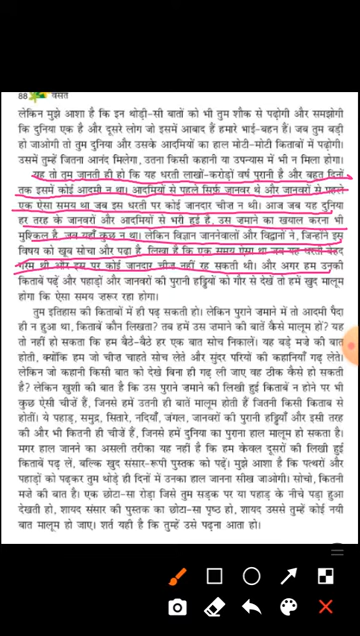 88 वसंत
लेकिन मुझे आशा है कि इन थोड़ी-सी बातों को भी तुम शौक से पढ़ोगी और समझोगी
कि दुनिया एक है और दूसरे लोग जो इसमें आबाद हैं हमारे भाई-बहन हैं। जब तुम बड़ी
हो जाओगी तो तुम दुनिया और उसके आदमियों का हाल मोटी-मोटी किताबों में पढ़ोगी।
उसमें तुम्हें जितना आनंद मिलेगा, उतना किसी कहानी या उपन्यास में भी न मिला होगा।
यह तो तुम जानती ही हो कि यह धरती लाखों-करोड़ों वर्ष पुरानी है और बहुत दिनों
तक इसमें कोई आदमी न था। आदमियों से पहले सिर्फ़ जानवर थे और जानवरों से पहले
एक ऐसा समय था जब इस धरती पर कोई जानदार चीज़ न थी। आज जब यह दुनिया
हर तरह के जानवरों और आदमियों से भरी हुई है, उस ज़माने का खयाल करना भी
मुश्किल है, जब यहाँ कुछ न था। लेकिन विज्ञान जाननेवालों और विद्वानों ने, जिन्होंने इस
विषय को खूब सोचा और पढ़ा है, लिखा है कि एक समय ऐसा था जब यह धरती बेहद
गरम थी और इस पर कोई जानदार चीज़ नहीं रह सकती थी। और अगर हम उनकी
किताबें पढ़ें और पहाड़ों और जानवरों की पुरानी हड्डियों को गौर से देखें तो हमें खुद मालूम
होगा कि ऐसा समय ज़रूर रहा होगा।
तुम इतिहास की किताबों में ही पढ़ सकती हो। लेकिन पुराने ज़माने में तो आदमी पैदा
ही न हुआ था, किताबें कौन लिखता? तब हमें उस ज़माने की बातें कैसे मालूम हों? यह
तो नहीं हो सकता कि हम बैठे-बैठे हर एक बात सोच निकालें। यह बड़े मज़े की बात
होती, क्योंकि हम जो चीज़ चाहते सोच लेते और सुंदर परियों की कहानियाँ गढ़ लेते।
लेकिन जो कहानी किसी बात को देखे बिना ही गढ़ ली जाए वह ठीक कैसे हो सकती
है? लेकिन खुशी की बात है कि उस पुराने ज़माने की लिखी हुई किताबें न होने पर भी
कुछ ऐसी चीज़ें हैं, जिनसे हमें उतनी ही बातें मालूम होती हैं जितनी किसी किताब से
होतीं। ये पहाड़, समुद्र, सितारे, नदियाँ, जंगल, जानवरों की पुरानी हड्डियाँ और इसी तरह
की और भी कितनी ही चीज़ें हैं, जिनसे हमें दुनिया का पुराना हाल मालूम हो सकता है।
मगर हाल जानने का असली तरीका यह नहीं है कि हम केवल दूसरों की लिखी हुई
किताबें पढ़ लें, बल्कि खुद संसार-रूपी पुस्तक को पढ़ें। मुझे आशा है कि पत्थरों और
पहाड़ों को पढ़कर तुम थोड़े ही दिनों में उनका हाल जानना सीख जाओगी। सोचो, कितनी
मज़े की बात है। एक छोटा-सा रोड़ा जिसे तुम सड़क पर या पहाड़ के नीचे पड़ा हुआ
देखती हो, शायद संसार की पुस्तक का छोटा-सा पृष्ठ हो, शायद उससे तुम्हें कोई नयी
बात मालूम हो जाए। शर्त यही है कि तुम्हें उसे पढ़ना आता हो।